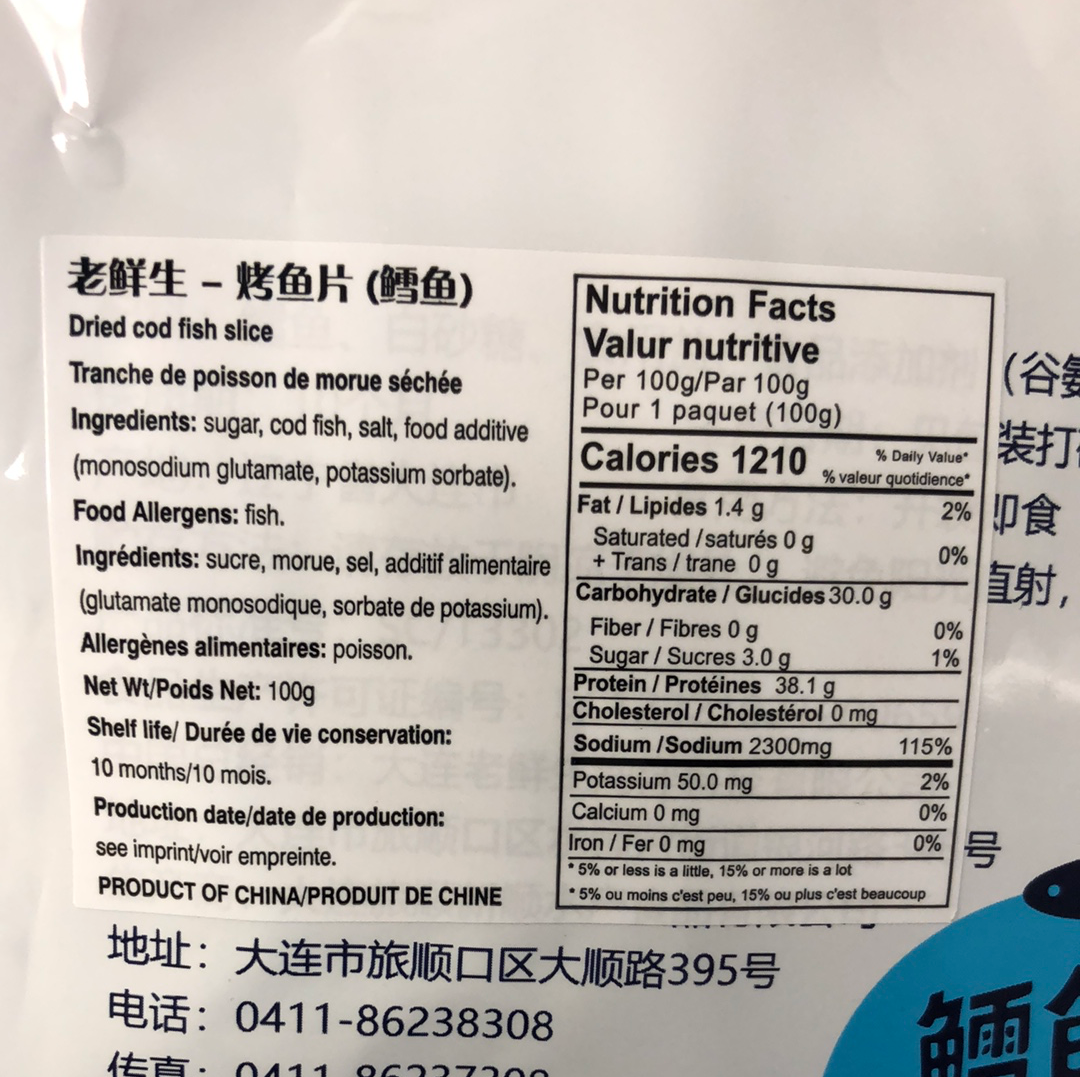 老鲜生 – 烤鱼片 (鳕鱼)
Dried cod fish slice
Tranche de poisson de morue séchée
Ingredients: sugar, cod fish, salt, food additive
(monosodium glutamate, potassium sorbate).
Food Allergens: fish.
Ingrédients: sucre, morue, sel, additif alimentaire
(glutamate monosodique, sorbate de potassium).
Allergènes alimentaires: poisson.
Net Wt/Poids Net: 100g
Shelf life/ Durée de vie conservation:
10 months/10 mois.
Production date/date de production:
see imprint/voir empreinte.
PRODUCT OF CHINA/PRODUIT DE CHINE
Nutrition Facts
Valur nutritive
Per 100g/Par 100g
Pour 1 paquet (100g)
Calories 1210
% Daily Value*
% valeur quotidience*
Fat / Lipides 1.4 g 2%
Saturated /saturés 0 g
+ Trans / trane 0 g 0%
Carbohydrate / Glucides 30.0 g
Fiber / Fibres 0 g 0%
Sugar / Sucres 3.0 g 1%
Protein / Protéines 38.1 g
Cholesterol / Cholestérol 0 mg
Sodium /Sodium 2300mg 115%
Potassium 50.0 mg 2%
Calcium 0 mg 0%
Iron / Fer 0 mg 0%
* 5% or less is a little, 15% or more is a lot
* 5% ou moins c'est peu, 15% ou plus c'est beaucoup
(谷氨
装打
即食
直射,
号
地址: 大连市旅顺口区大顺路395号
电话: 0411-86238308
传真:
鳕